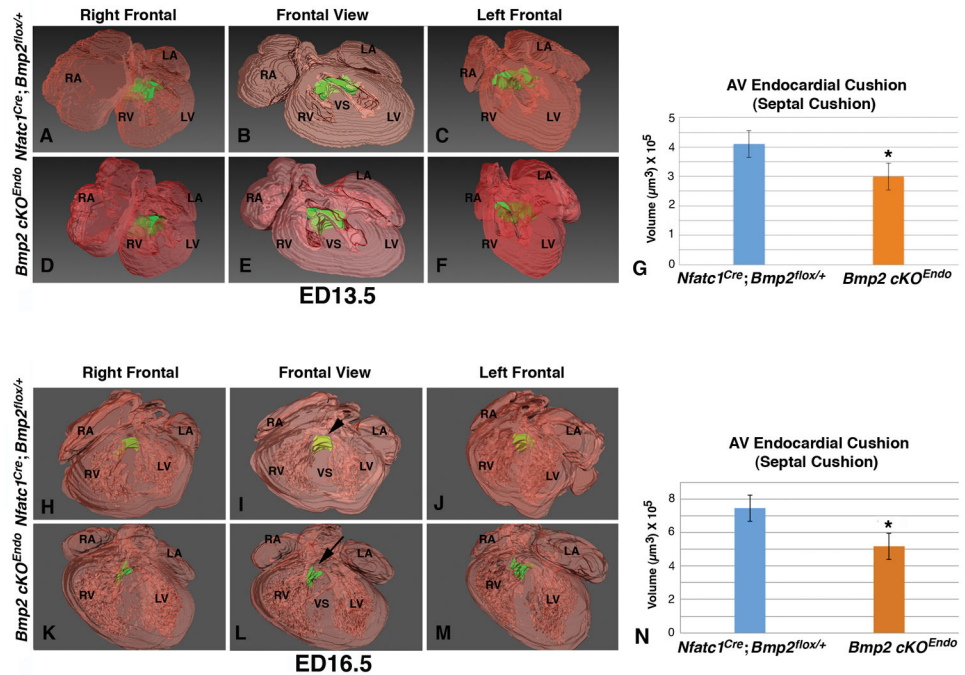 Right Frontal
Frontal View
Left Frontal
Nfatc1Cre; Bmp2flox/+
RA
LA
RV
LV
A
RA
LA
VS
RV
LV
B
RA
LA
RV
LV
C
Bmp2 cKOEndo
RA
LA
RV
LV
D
RA
LA
RV
VS
LV
E
RA
LA
RV
LV
F
ED13.5
AV Endocardial Cushion
(Septal Cushion)
Volume (µm3) X 105
5
4
3
2
1
0
*
G
Nfatc1Cre; Bmp2flox/+
Bmp2 cKOEndo
Right Frontal
Frontal View
Left Frontal
Nfatc1Cre; Bmp2flox/+
RA
LA
RV
LV
H
RA
LA
RV
VS
LV
I
RA
LA
RV
LV
J
Bmp2 cKOEndo
RA
LA
RV
LV
K
RA
LA
RV
VS
LV
L
RA
LA
RV
LV
M
ED16.5
AV Endocardial Cushion
(Septal Cushion)
Volume (µm3) X 105
8
6
4
2
0
*
N
Nfatc1Cre; Bmp2flox/+
Bmp2 cKOEndo